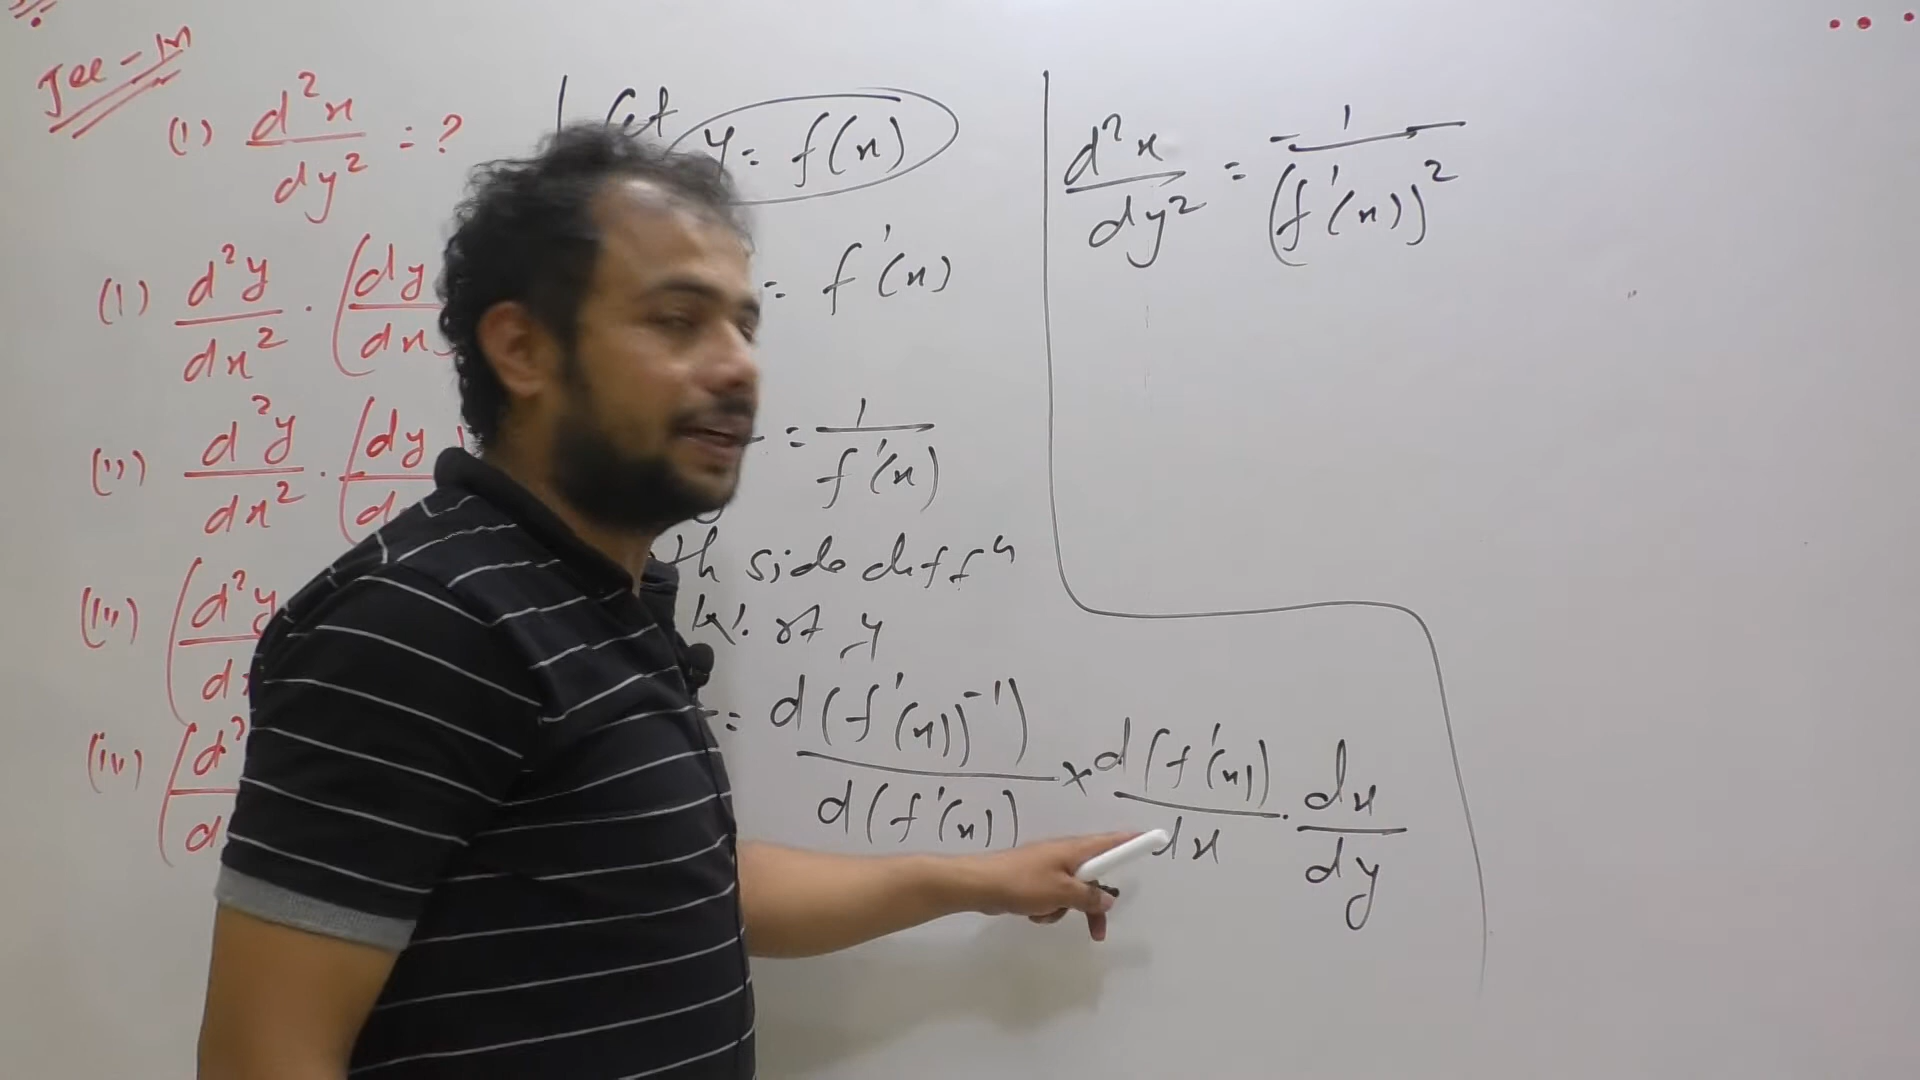 Jee - M
(1) d²x/dy² = ?
(i) d²y/dx² . (dy/dx
(ii) d²y/dx² . (dy/d
(iii) (d²y/d
(iv) (d²/d
Let
y = f(x)
= f'(x)
= 1/f'(x)
th side diffⁿ
w. r. t y
= d(f'(x))⁻¹)/d(f'(x)) × d(f'(x))/dx . dx/dy
d²x/dy² = -1/(f'(x))²